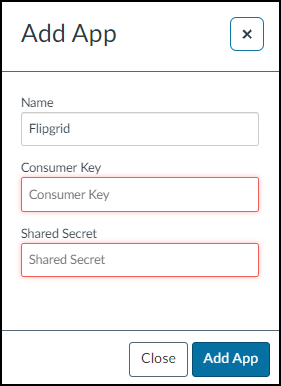 Add App
×
Name
Flipgrid
Consumer Key
Consumer Key
Shared Secret
Shared Secret
Close Add App